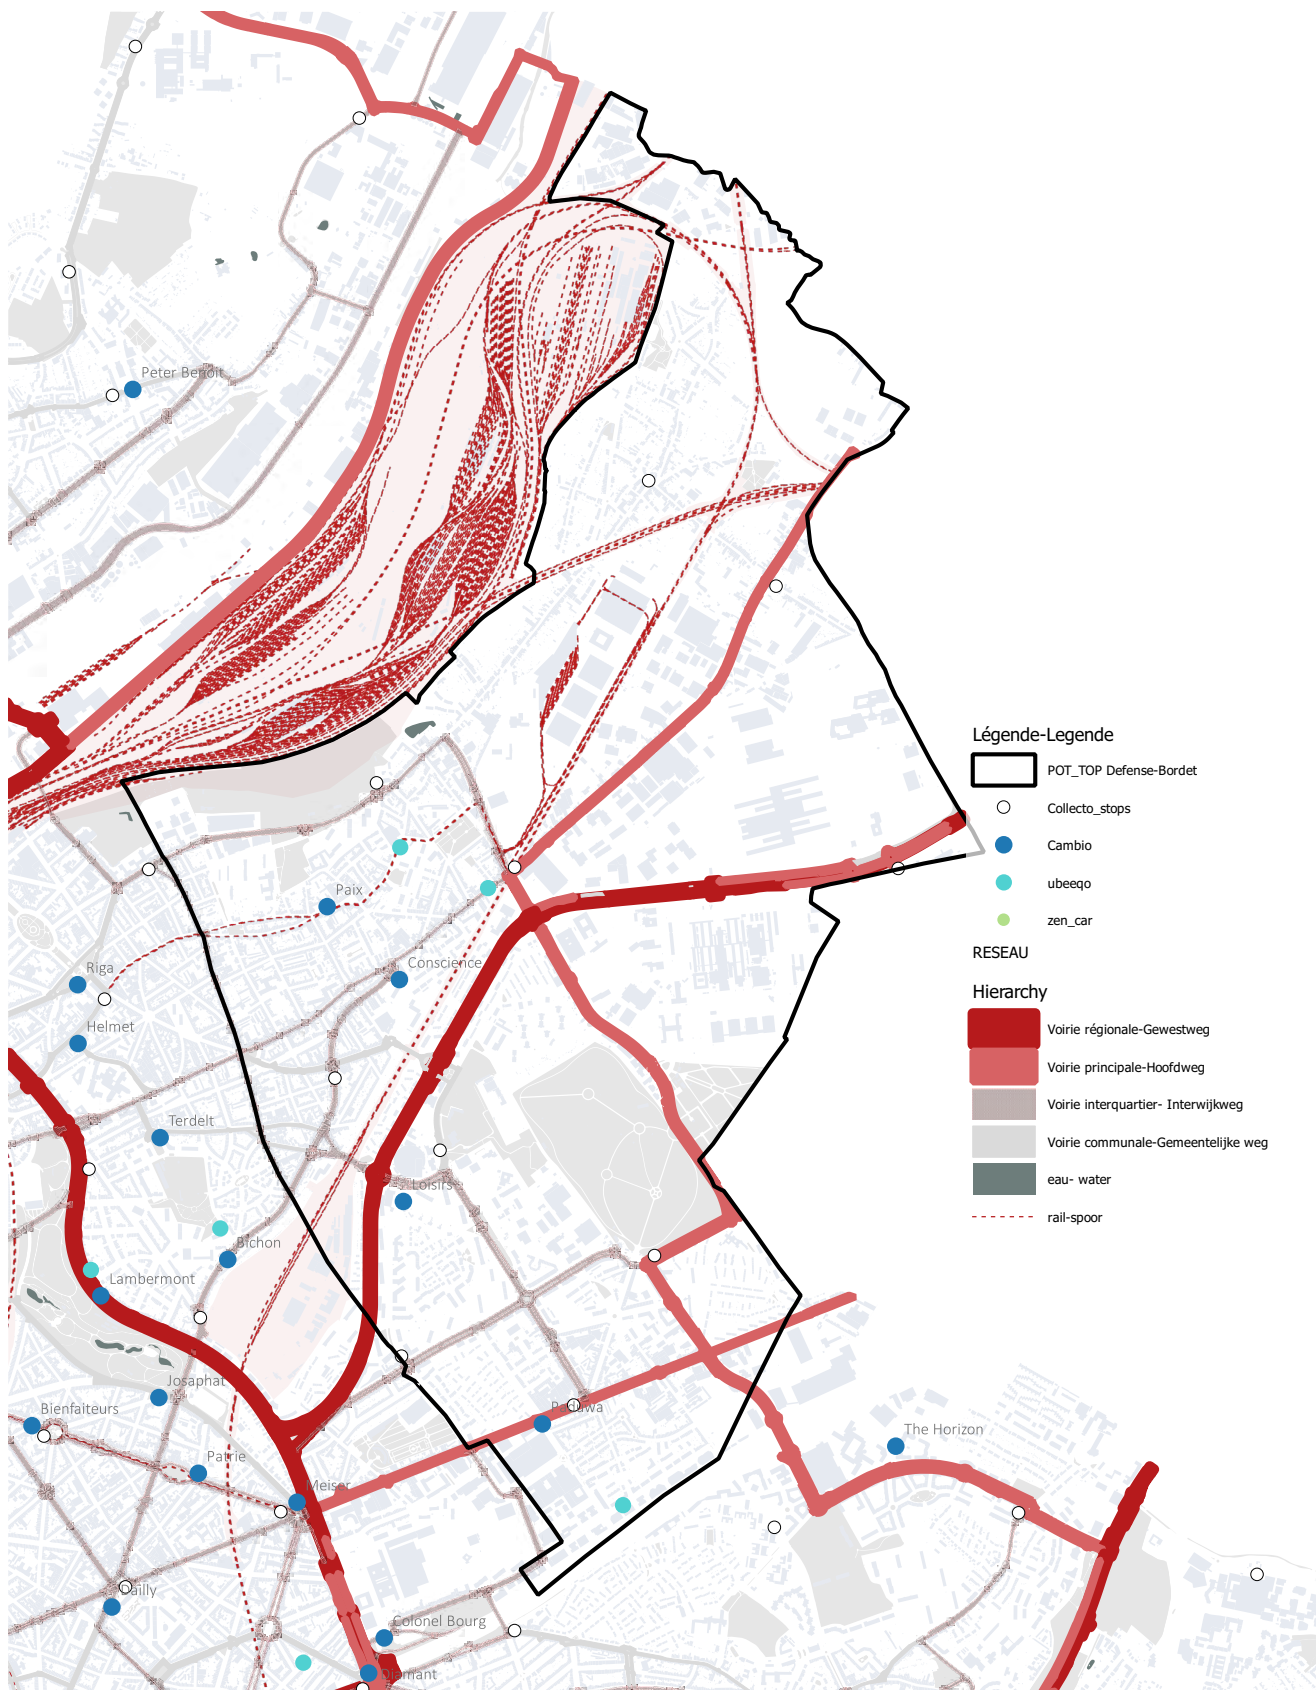 Peter Benoit
Légende-Legende
POT_TOP Defense-Bordet
Collecto_stops
Cambio
ubeeqo
zen_car
RESEAU
Hierarchy
Voirie régionale-Gewestweg
Voirie principale-Hoofdweg
Voirie interquartier- Interwijkweg
Voirie communale-Gemeentelijke weg
eau- water
rail-spoor
Paix
Conscience
Riga
Helmet
Terdelt
Loisirs
Bichon
Lambermont
Josaphat
Bienfaiteurs
Paduwa
The Horizon
Patrie
Meiser
Dailly
Colonel Bourg
Diamant